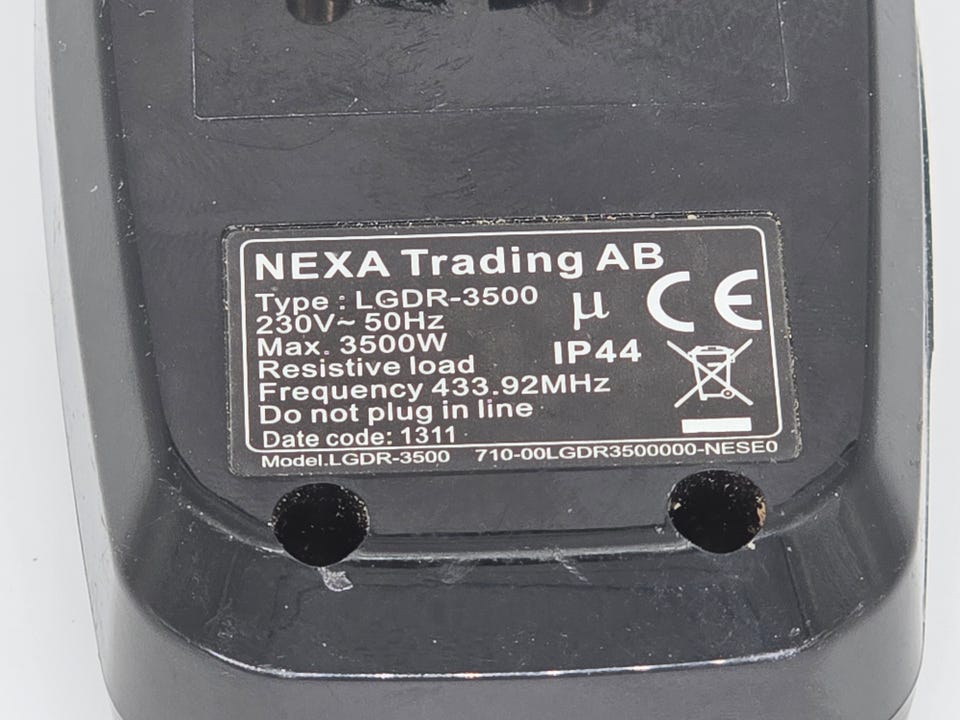 NEXA Trading AB
Type : LGDR-3500
230V~ 50Hz
µ
CE
Max. 3500W
Resistive load
IP44
Frequency 433.92MHz
Do not plug in line
Date code: 1311
Model.LGDR-3500 710-00LGDR3500000-NESE0